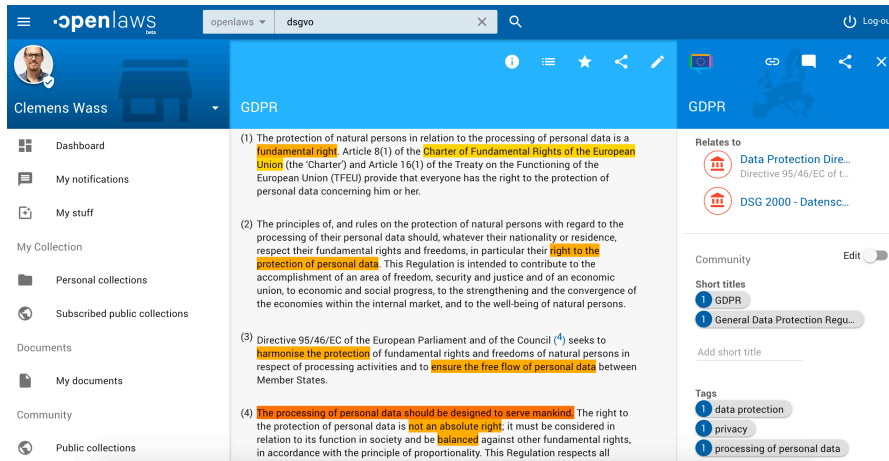 openlaws
beta
openlaws
dsgvo
Log-ou
Clemens Wass
Dashboard
My notifications
My stuff
My Collection
Personal collections
Subscribed public collections
Documents
My documents
Community
Public collections
GDPR
(1) The protection of natural persons in relation to the processing of personal data is a
fundamental right. Article 8(1) of the Charter of Fundamental Rights of the European
Union (the ‘Charter’) and Article 16(1) of the Treaty on the Functioning of the
European Union (TFEU) provide that everyone has the right to the protection of
personal data concerning him or her.
(2) The principles of, and rules on the protection of natural persons with regard to the
processing of their personal data should, whatever their nationality or residence,
respect their fundamental rights and freedoms, in particular their right to the
protection of personal data. This Regulation is intended to contribute to the
accomplishment of an area of freedom, security and justice and of an economic
union, to economic and social progress, to the strengthening and the convergence of
the economies within the internal market, and to the well-being of natural persons.
(3) Directive 95/46/EC of the European Parliament and of the Council (4) seeks to
harmonise the protection of fundamental rights and freedoms of natural persons in
respect of processing activities and to ensure the free flow of personal data between
Member States.
(4) The processing of personal data should be designed to serve mankind. The right to
the protection of personal data is not an absolute right; it must be considered in
relation to its function in society and be balanced against other fundamental rights,
in accordance with the principle of proportionality. This Regulation respects all
GDPR
Relates to
Data Protection Dire...
Directive 95/46/EC of t...
DSG 2000 - Datensc...
Community
Edit
Short titles
1 GDPR
1 General Data Protection Regu...
Add short title
Tags
1 data protection
1 privacy
1 processing of personal data